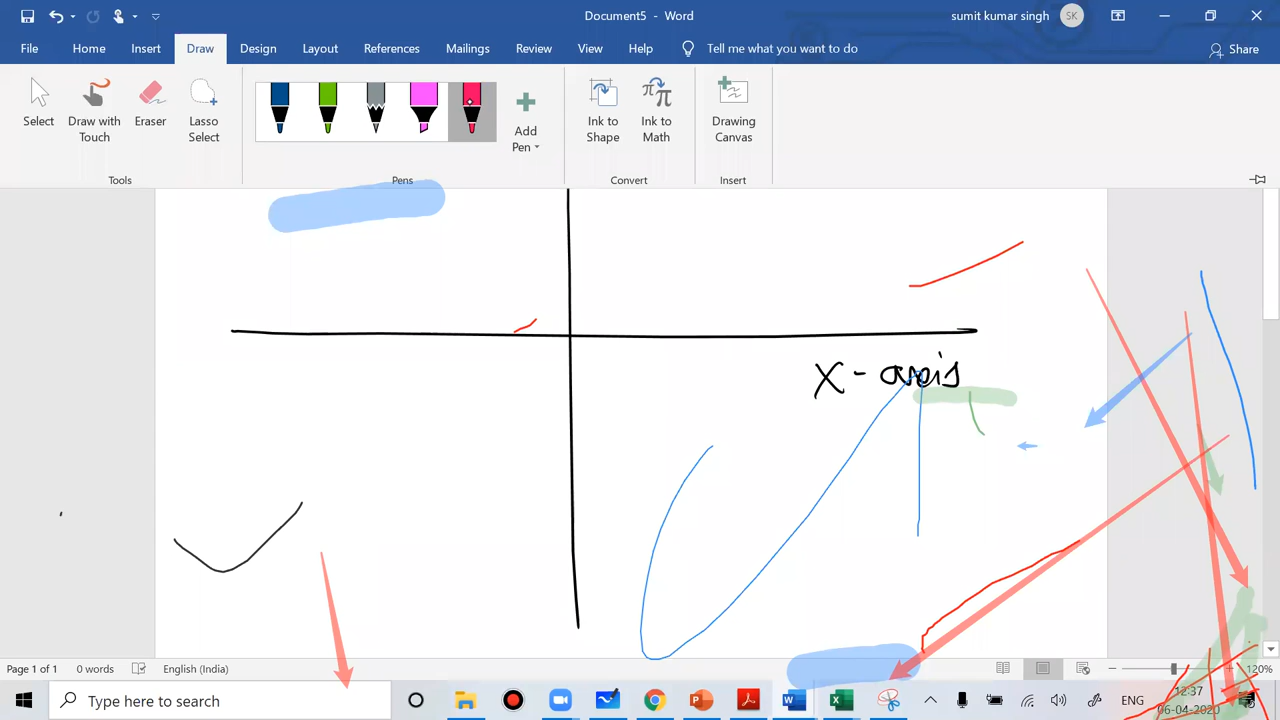 Document5 - Word
sumit kumar singh
SK
File
Home
Insert
Draw
Design
Layout
References
Mailings
Review
View
Help
Tell me what you want to do
Share
Select
Draw with Touch
Eraser
Lasso Select
Add Pen
Ink to Shape
Ink to Math
Drawing Canvas
Tools
Pens
Convert
Insert
X - axis
Page 1 of 1
0 words
English (India)
120%
Type here to search
ENG
12:37
06-04-2020